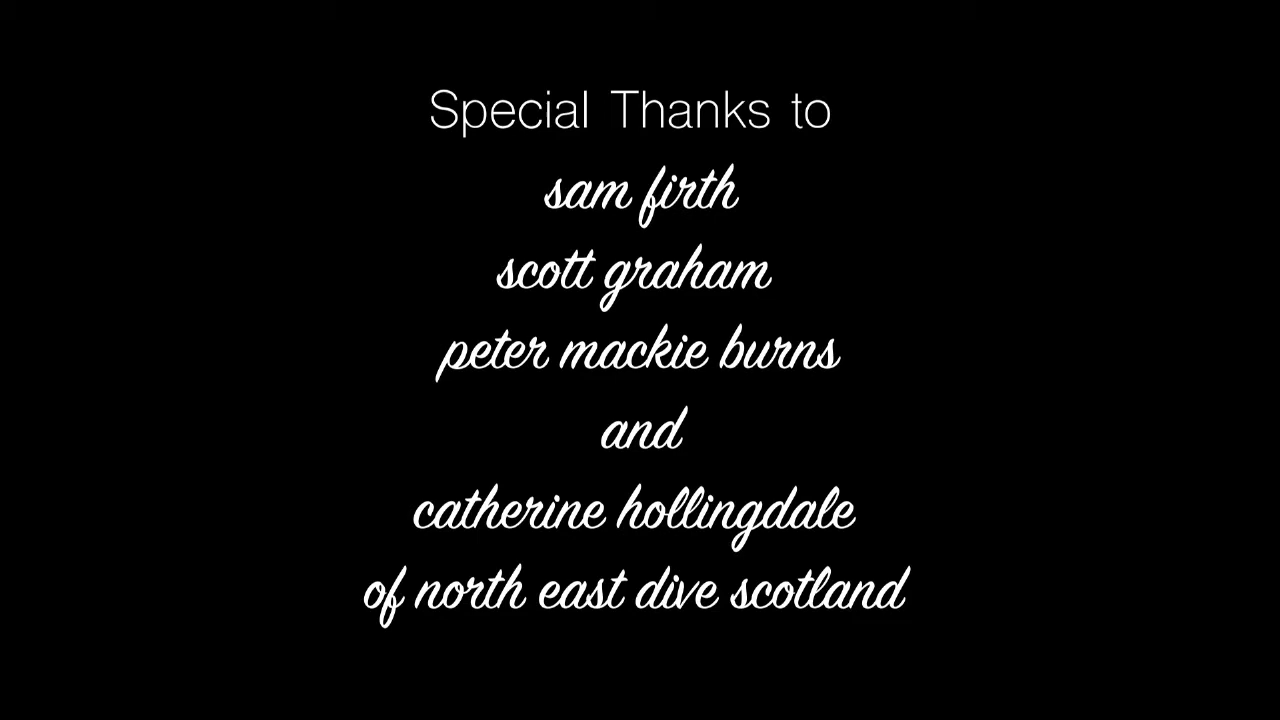 Special Thanks to
sam firth
scott graham
peter mackie burns
and
catherine hollingdale
of north east dive scotland